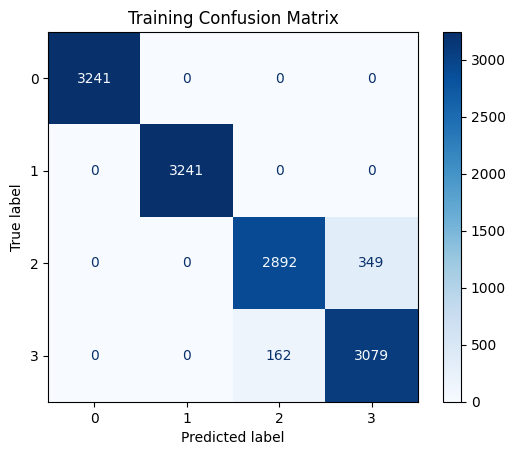 Training Confusion Matrix
0 3241 0 0 0
1 0 3241 0 0
2 0 0 2892 349
3 0 0 162 3079
0 1 2 3
Predicted label
True label
3000
2500
2000
1500
1000
500
0